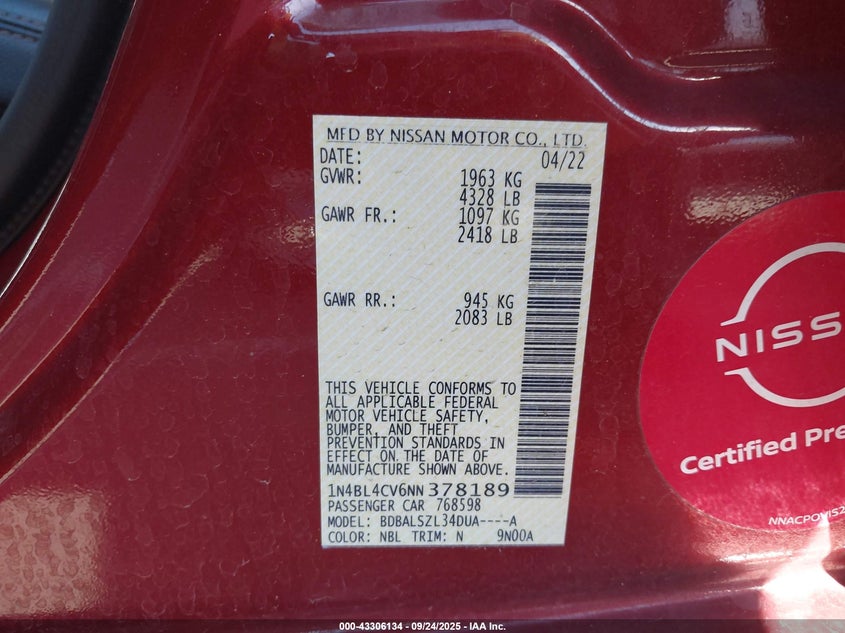 MFD BY NISSAN MOTOR CO., LTD.
DATE: 04/22
GVWR: 1963 KG
4328 LB
GAWR FR.: 1097 KG
2418 LB
GAWR RR.: 945 KG
2083 LB
THIS VEHICLE CONFORMS TO
ALL APPLICABLE FEDERAL
MOTOR VEHICLE SAFETY,
BUMPER, AND THEFT
PREVENTION STANDARDS IN
EFFECT ON THE DATE OF
MANUFACTURE SHOWN ABOVE.
1N4BL4CV6NN378189
PASSENGER CAR 768598
MODEL: BDBALSZL34DUA----A
COLOR: NBL TRIM: N 9N00A
NISS
Certified Pre
000-43306134 - 09/24/2025 - IAA Inc.